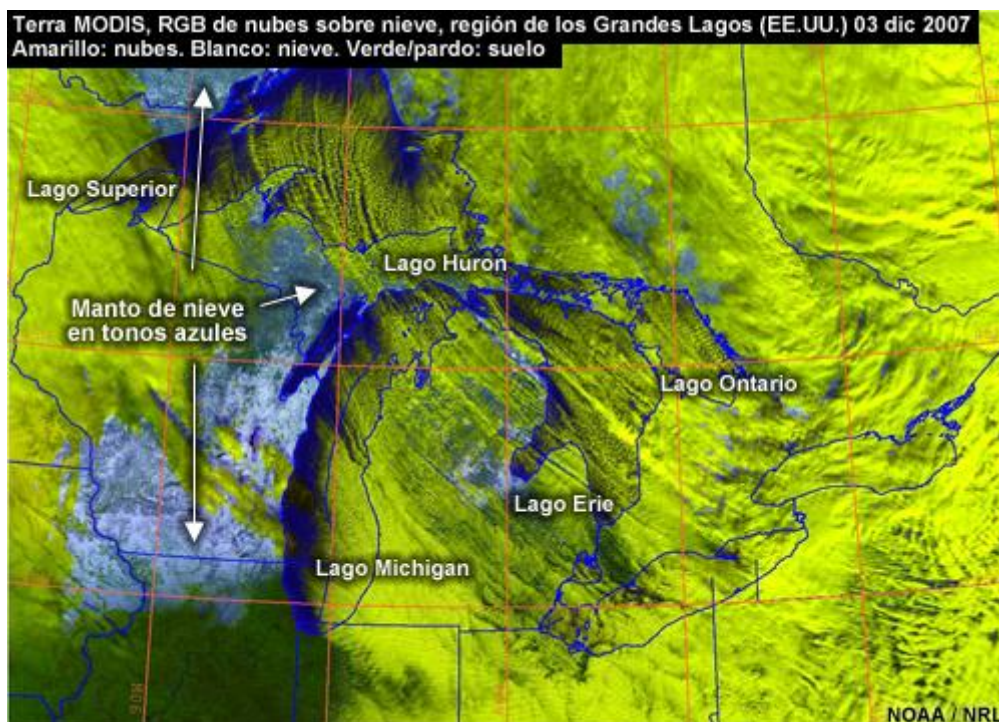 Terra MODIS, RGB de nubes sobre nieve, región de los Grandes Lagos (EE.UU.) 03 dic 2007
Amarillo: nubes. Blanco: nieve. Verde/pardo: suelo
Lago Superior
Lago Huron
Manto de nieve
en tonos azules
Lago Ontario
Lago Erie
Lago Michigan
NOAA / NRL